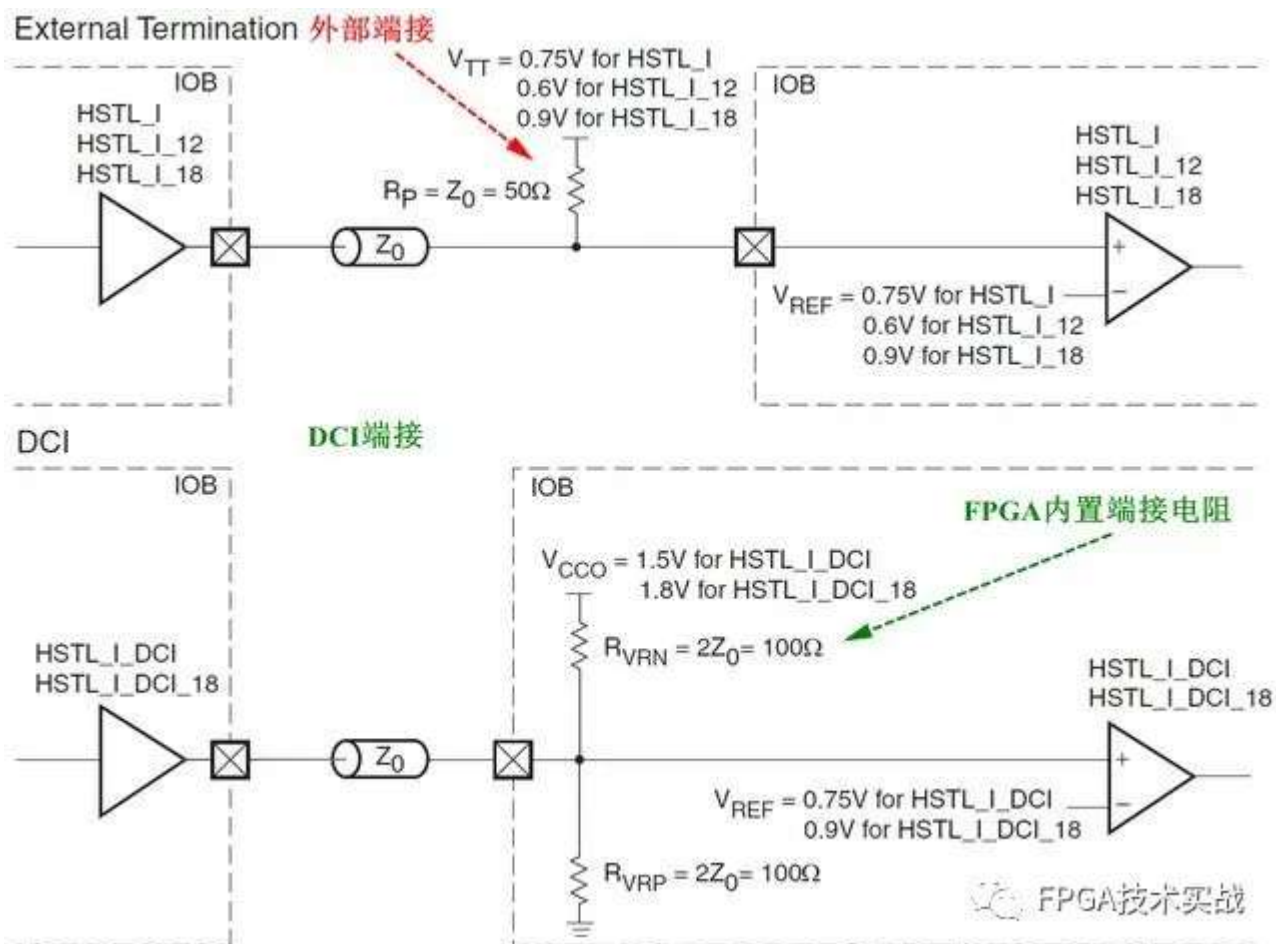 External Termination 外部端接
IOB
HSTL_I
HSTL_I_12
HSTL_I_18
VTT = 0.75V for HSTL_I
0.6V for HSTL_I_12
0.9V for HSTL_I_18
RP = Z0 = 50Ω
Z0
IOB
HSTL_I
HSTL_I_12
HSTL_I_18
+
−
VREF = 0.75V for HSTL_I
0.6V for HSTL_I_12
0.9V for HSTL_I_18
DCI
DCI端接
IOB
HSTL_I_DCI
HSTL_I_DCI_18
Z0
IOB
FPGA内置端接电阻
VCCO = 1.5V for HSTL_I_DCI
1.8V for HSTL_I_DCI_18
RVRN = 2Z0= 100Ω
HSTL_I_DCI
HSTL_I_DCI_18
+
−
VREF = 0.75V for HSTL_I_DCI
0.9V for HSTL_I_DCI_18
RVRP = 2Z0= 100Ω
FPGA技术实战